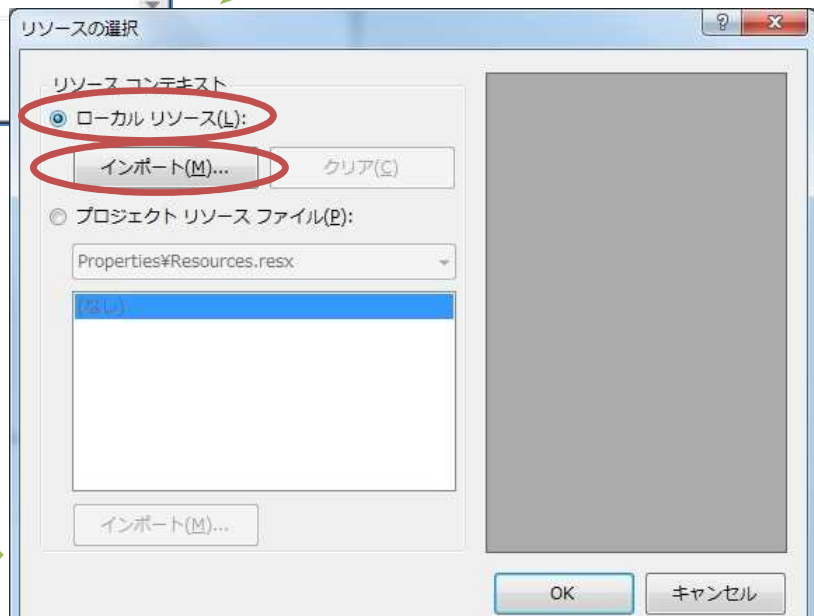 リソースの選択
リソース コンテキスト
ローカル リソース(L):
インポート(M)...
クリア(C)
プロジェクト リソース ファイル(P):
Properties¥Resources.resx
(なし)
インポート(M)...
OK
キャンセル